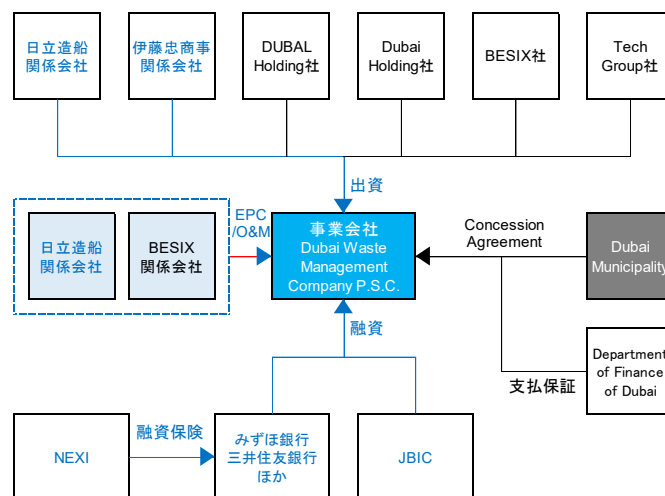 日立造船
関係会社
伊藤忠商事
関係会社
DUBAL
Holding社
Dubai
Holding社
BESIX社
Tech
Group社
出資
EPC
/O&M
日立造船
関係会社
BESIX
関係会社
事業会社
Dubai Waste
Management
Company P.S.C.
Concession
Agreement
Dubai
Municipality
融資
支払保証
Department
of Finance
of Dubai
NEXI
融資保険
みずほ銀行
三井住友銀行
ほか
JBIC